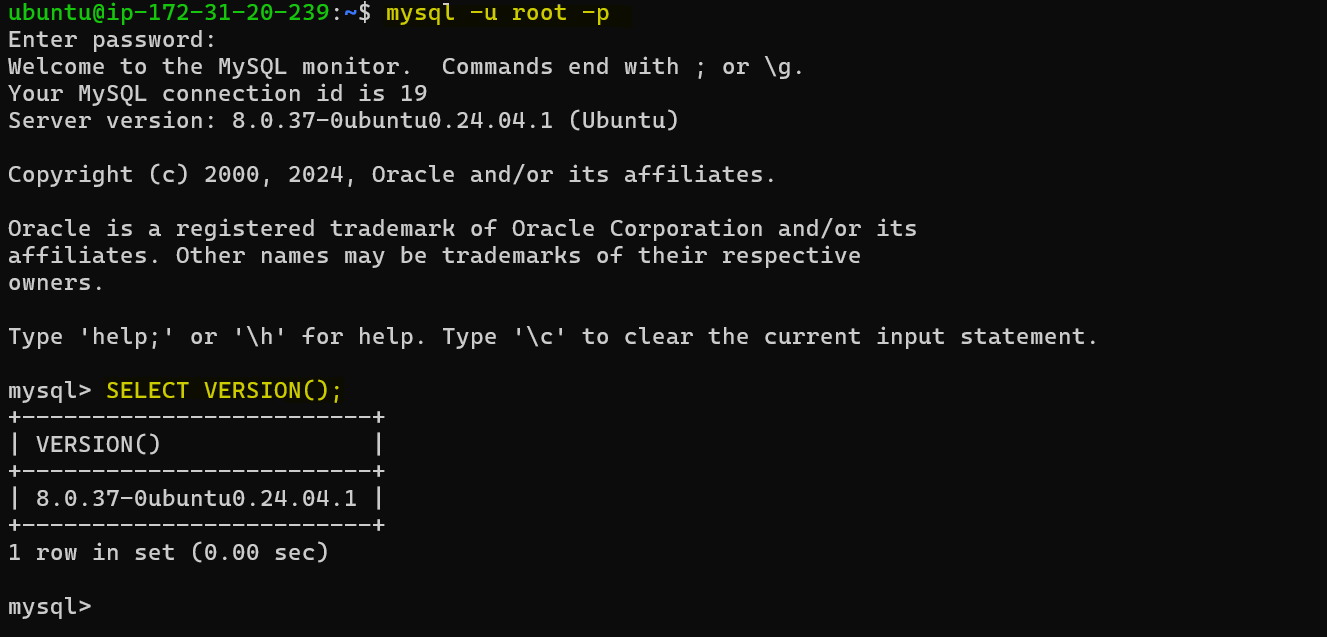 ubuntu@ip-172-31-20-239:~$ mysql -u root -p
Enter password:
Welcome to the MySQL monitor.  Commands end with ; or \g.
Your MySQL connection id is 19
Server version: 8.0.37-0ubuntu0.24.04.1 (Ubuntu)
Copyright (c) 2000, 2024, Oracle and/or its affiliates.
Oracle is a registered trademark of Oracle Corporation and/or its
affiliates. Other names may be trademarks of their respective
owners.
Type 'help;' or '\h' for help. Type '\c' to clear the current input statement.
mysql> SELECT VERSION();
+-------------------------+
| VERSION()               |
+-------------------------+
| 8.0.37-0ubuntu0.24.04.1 |
+-------------------------+
1 row in set (0.00 sec)
mysql>